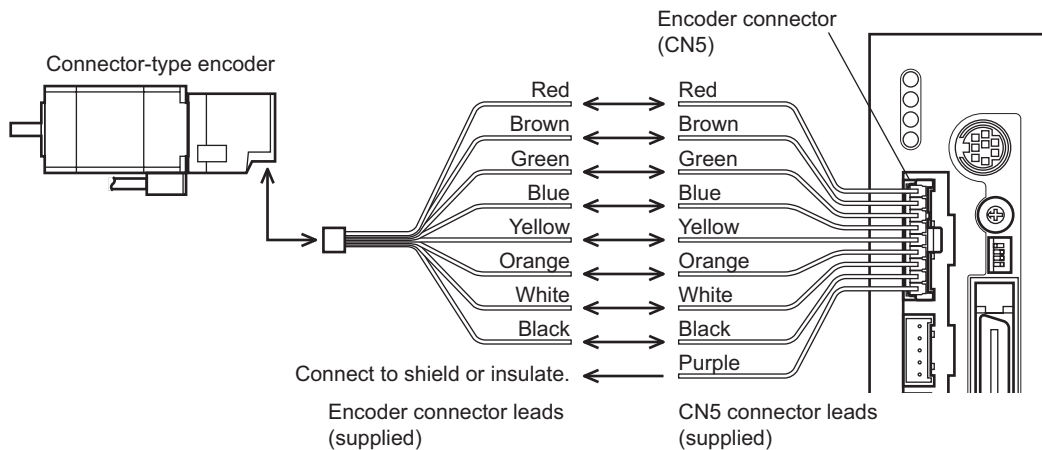 Encoder connector
(CN5)
Connector-type encoder
Red Red
Brown Brown
Green Green
Blue Blue
Yellow Yellow
Orange Orange
White White
Black Black
Connect to shield or insulate. Purple
Encoder connector leads
(supplied)
CN5 connector leads
(supplied)